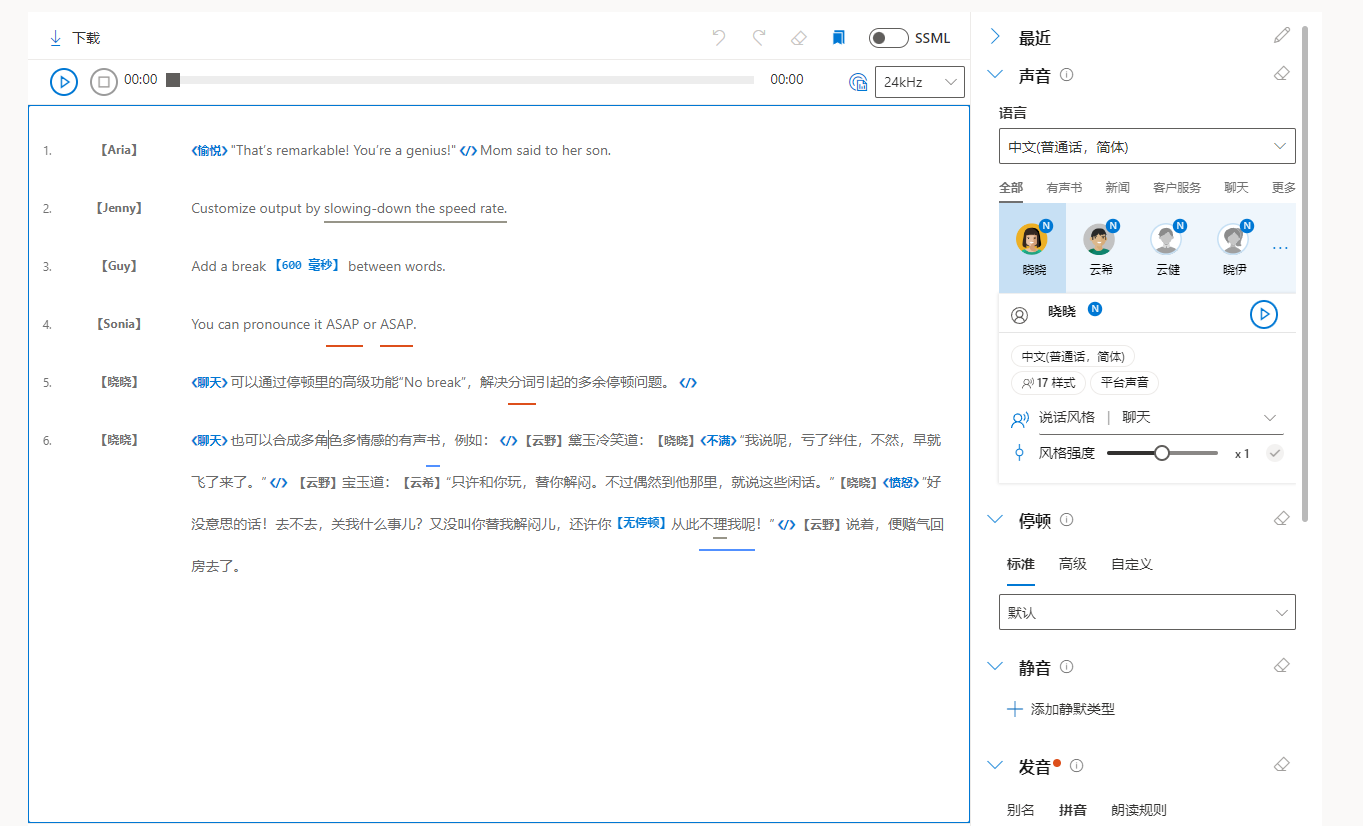 下载
SSML
00:00
00:00
24kHz
1. 【Aria】 《愉悦》“That’s remarkable! You’re a genius!” </> Mom said to her son.
2. 【Jenny】 Customize output by slowing-down the speed rate.
3. 【Guy】 Add a break 【600 毫秒】 between words.
4. 【Sonia】 You can pronounce it ASAP or ASAP.
5. 【晓晓】 《聊天》可以通过停顿里的高级功能“No break”，解决分词引起的多余停顿问题。</>
6. 【晓晓】 《聊天》也可以合成多角色多情感的有声书，例如：</>【云野】黛玉冷笑道：【晓晓】《不满》“我说呢，亏了绊住，不然，早就
飞了来了。”</>【云野】宝玉道：【云希】“只许和你玩，替你解闷。不过偶然到他那里，就说这些闲话。”【晓晓】《愤怒》“好
没意思的话！去不去，关我什么事儿？又没叫你替我解闷儿，还许你【无停顿】从此不理我呢！”</>【云野】说着，便赌气回
房去了。
最近
声音
语言
中文(普通话，简体)
全部 有声书 新闻 客户服务 聊天 更多
N N N N
晓晓 云希 云健 晓伊 ...
晓晓 N
中文(普通话，简体)
17 样式 平台声音
说话风格 | 聊天
风格强度 x 1
停顿
标准 高级 自定义
默认
静音
添加静默类型
发音
别名 拼音 朗读规则